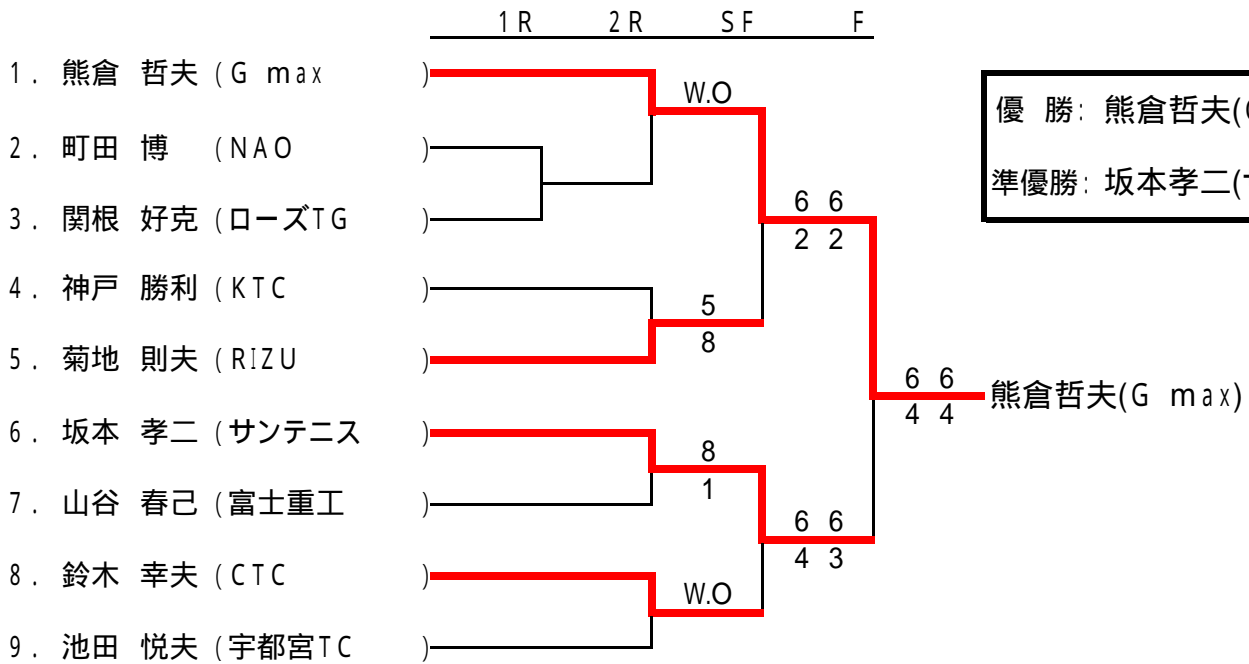 1R 2R SF F
1. 熊倉 哲夫 (G max )
W.O
優 勝: 熊倉哲夫(
2. 町田 博 (NAO )
準優勝: 坂本孝二(
3. 関根 好克 (ローズTG )
6 6
2 2
4. 神戸 勝利 (KTC )
5
8
5. 菊地 則夫 (RIZU )
6 6
4 4
熊倉哲夫(G max)
6. 坂本 孝二 (サンテニス )
8
1
7. 山谷 春己 (富士重工 )
6 6
4 3
8. 鈴木 幸夫 (CTC )
W.O
9. 池田 悦夫 (宇都宮TC )